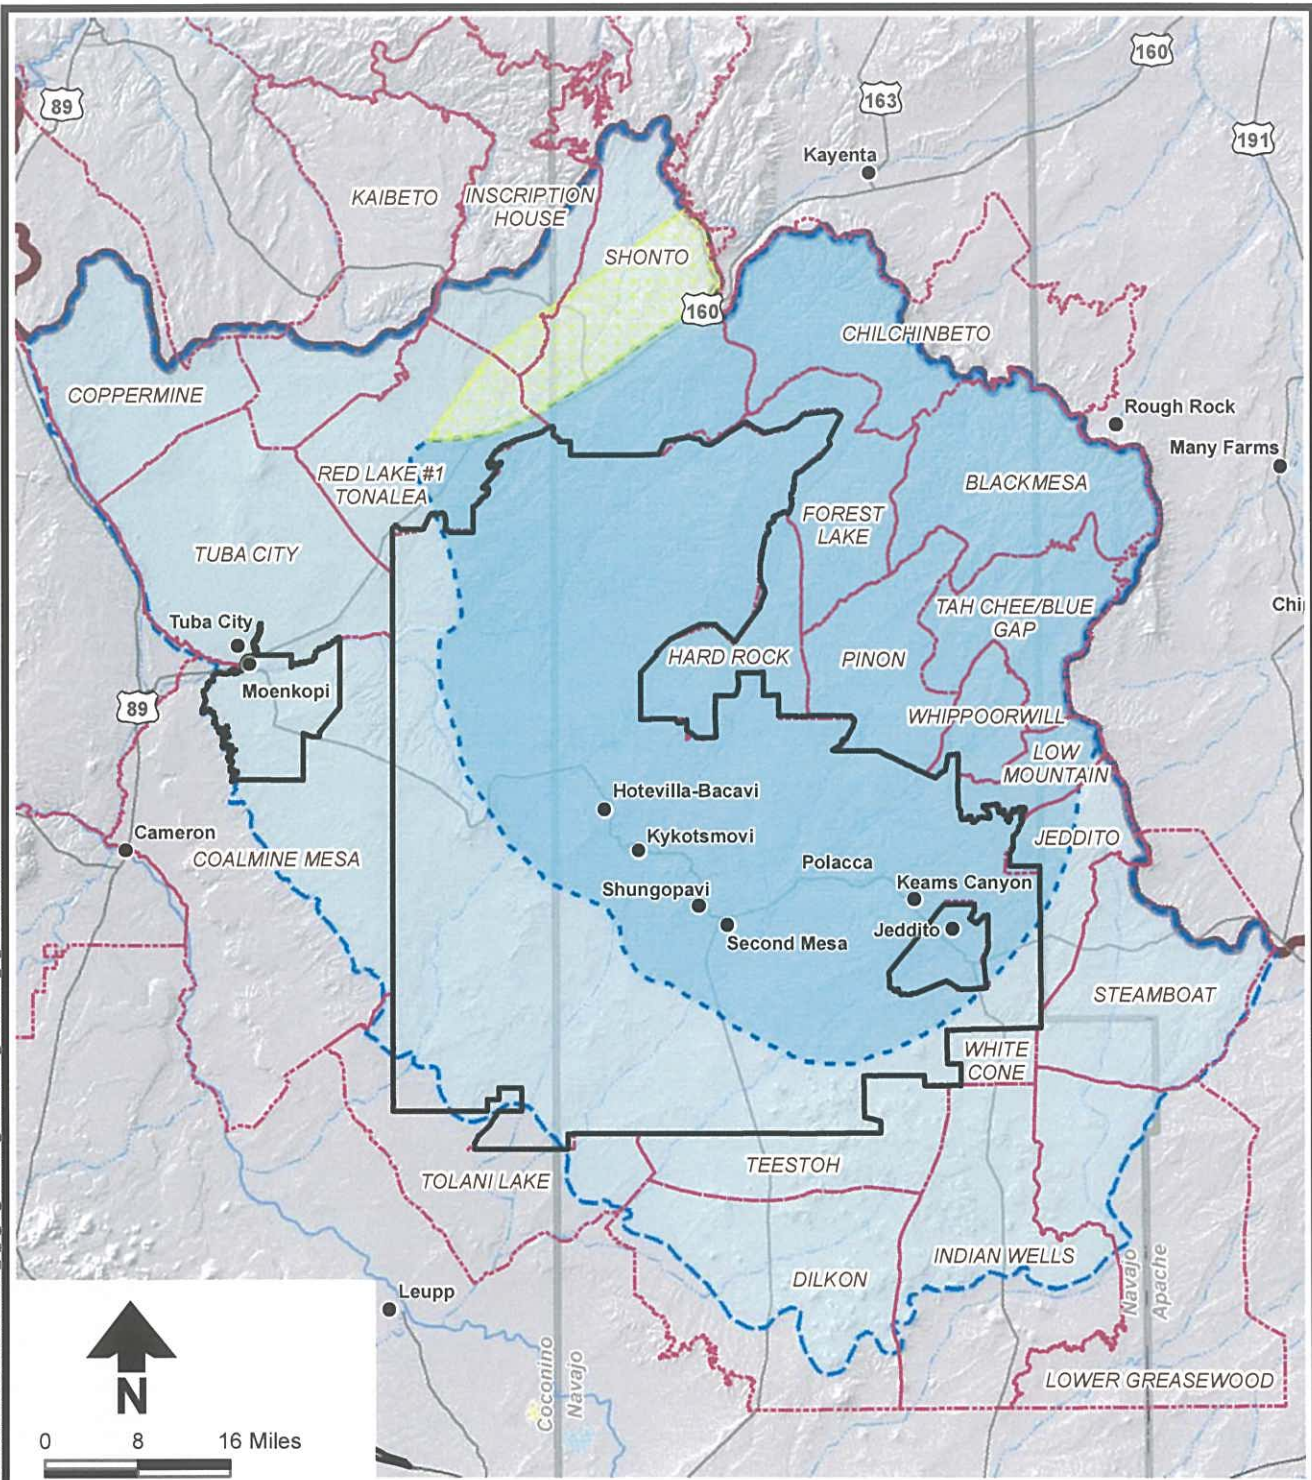 160
89
163
191
Kayenta
KAIBETO
INSCRIPTION
HOUSE
SHONTO
160
CHILCHINBETO
COPPERMINE
Rough Rock
Many Farms
RED LAKE #1
TONALEA
BLACKMESA
FOREST
LAKE
TUBA CITY
TAH CHEE/BLUE
GAP
Chi
Tuba City
HARD ROCK
PINON
Moenkopi
89
WHIPPOORWILL
LOW
MOUNTAIN
Hotevilla-Bacavi
Cameron
Kykotsmovi
JEDDITO
COALMINE MESA
Polacca
Keams Canyon
Shungopavi
Jeddito
Second Mesa
STEAMBOAT
WHITE
CONE
TEESTOH
TOLANI LAKE
INDIAN WELLS
DILKON
Navajo
Apache
Leupp
Coconino
Navajo
LOWER GREASEWOOD
N
0 8 16 Miles